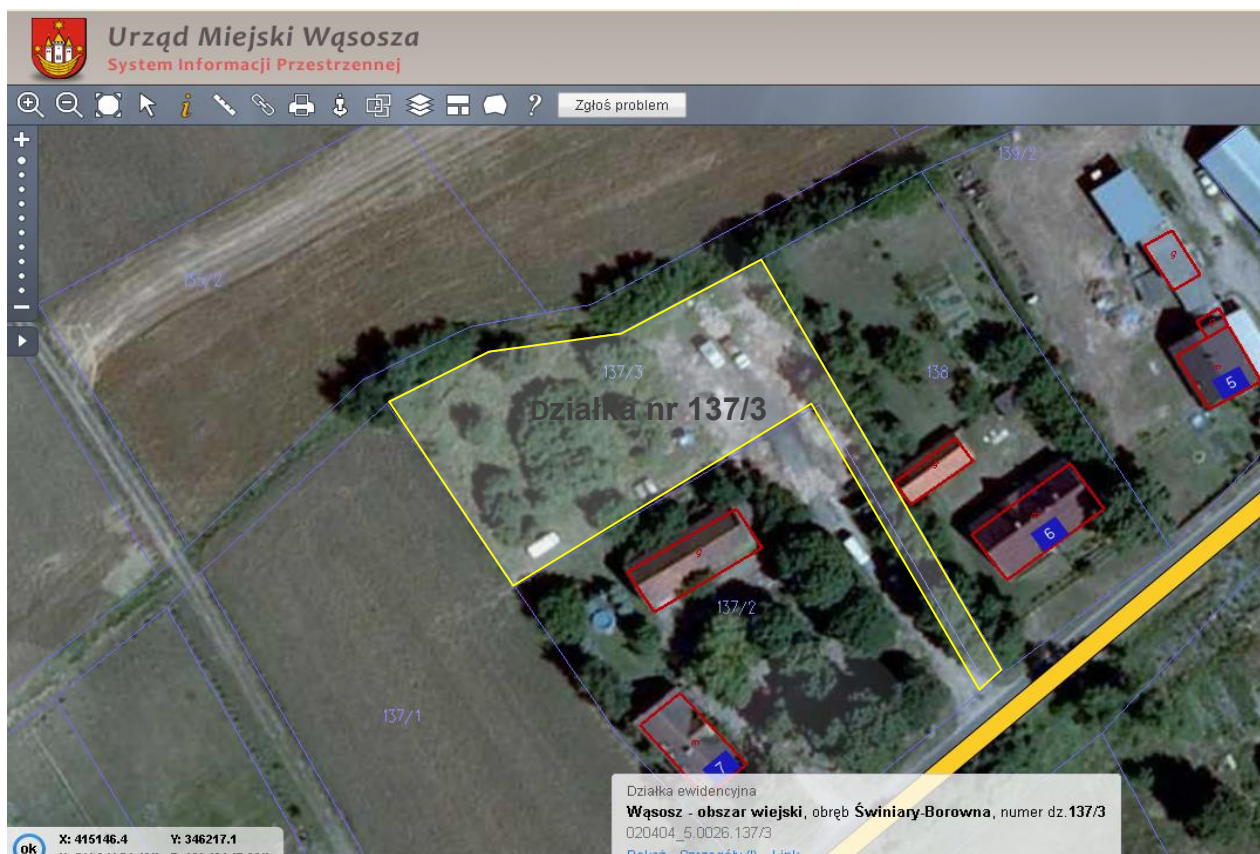 Urząd Miejski Wąsosza
System Informacji Przestrzennej
i
?
Zgłoś problem
139/2
137/3
138
Działka nr 137/3
g
g
g
m
m
m
5
6
7
137/2
137/1
Działka ewidencyjna
Wąsosz - obszar wiejski, obręb Świniary-Borowna, numer dz.137/3
020404_5.0026.137/3
ok
X: 415146.4 Y: 346217.1